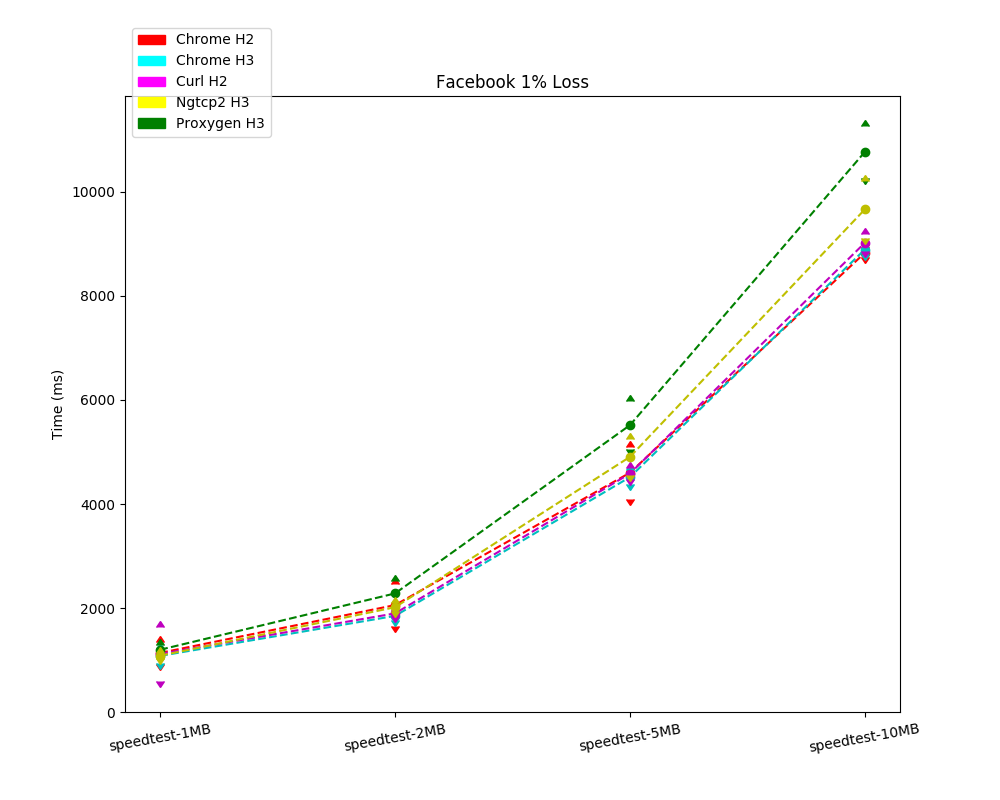 Chrome H2
Chrome H3
Curl H2
Ngtcp2 H3
Proxygen H3
Facebook 1% Loss
Time (ms)
10000
8000
6000
4000
2000
0
speedtest-1MB
speedtest-2MB
speedtest-5MB
speedtest-10MB